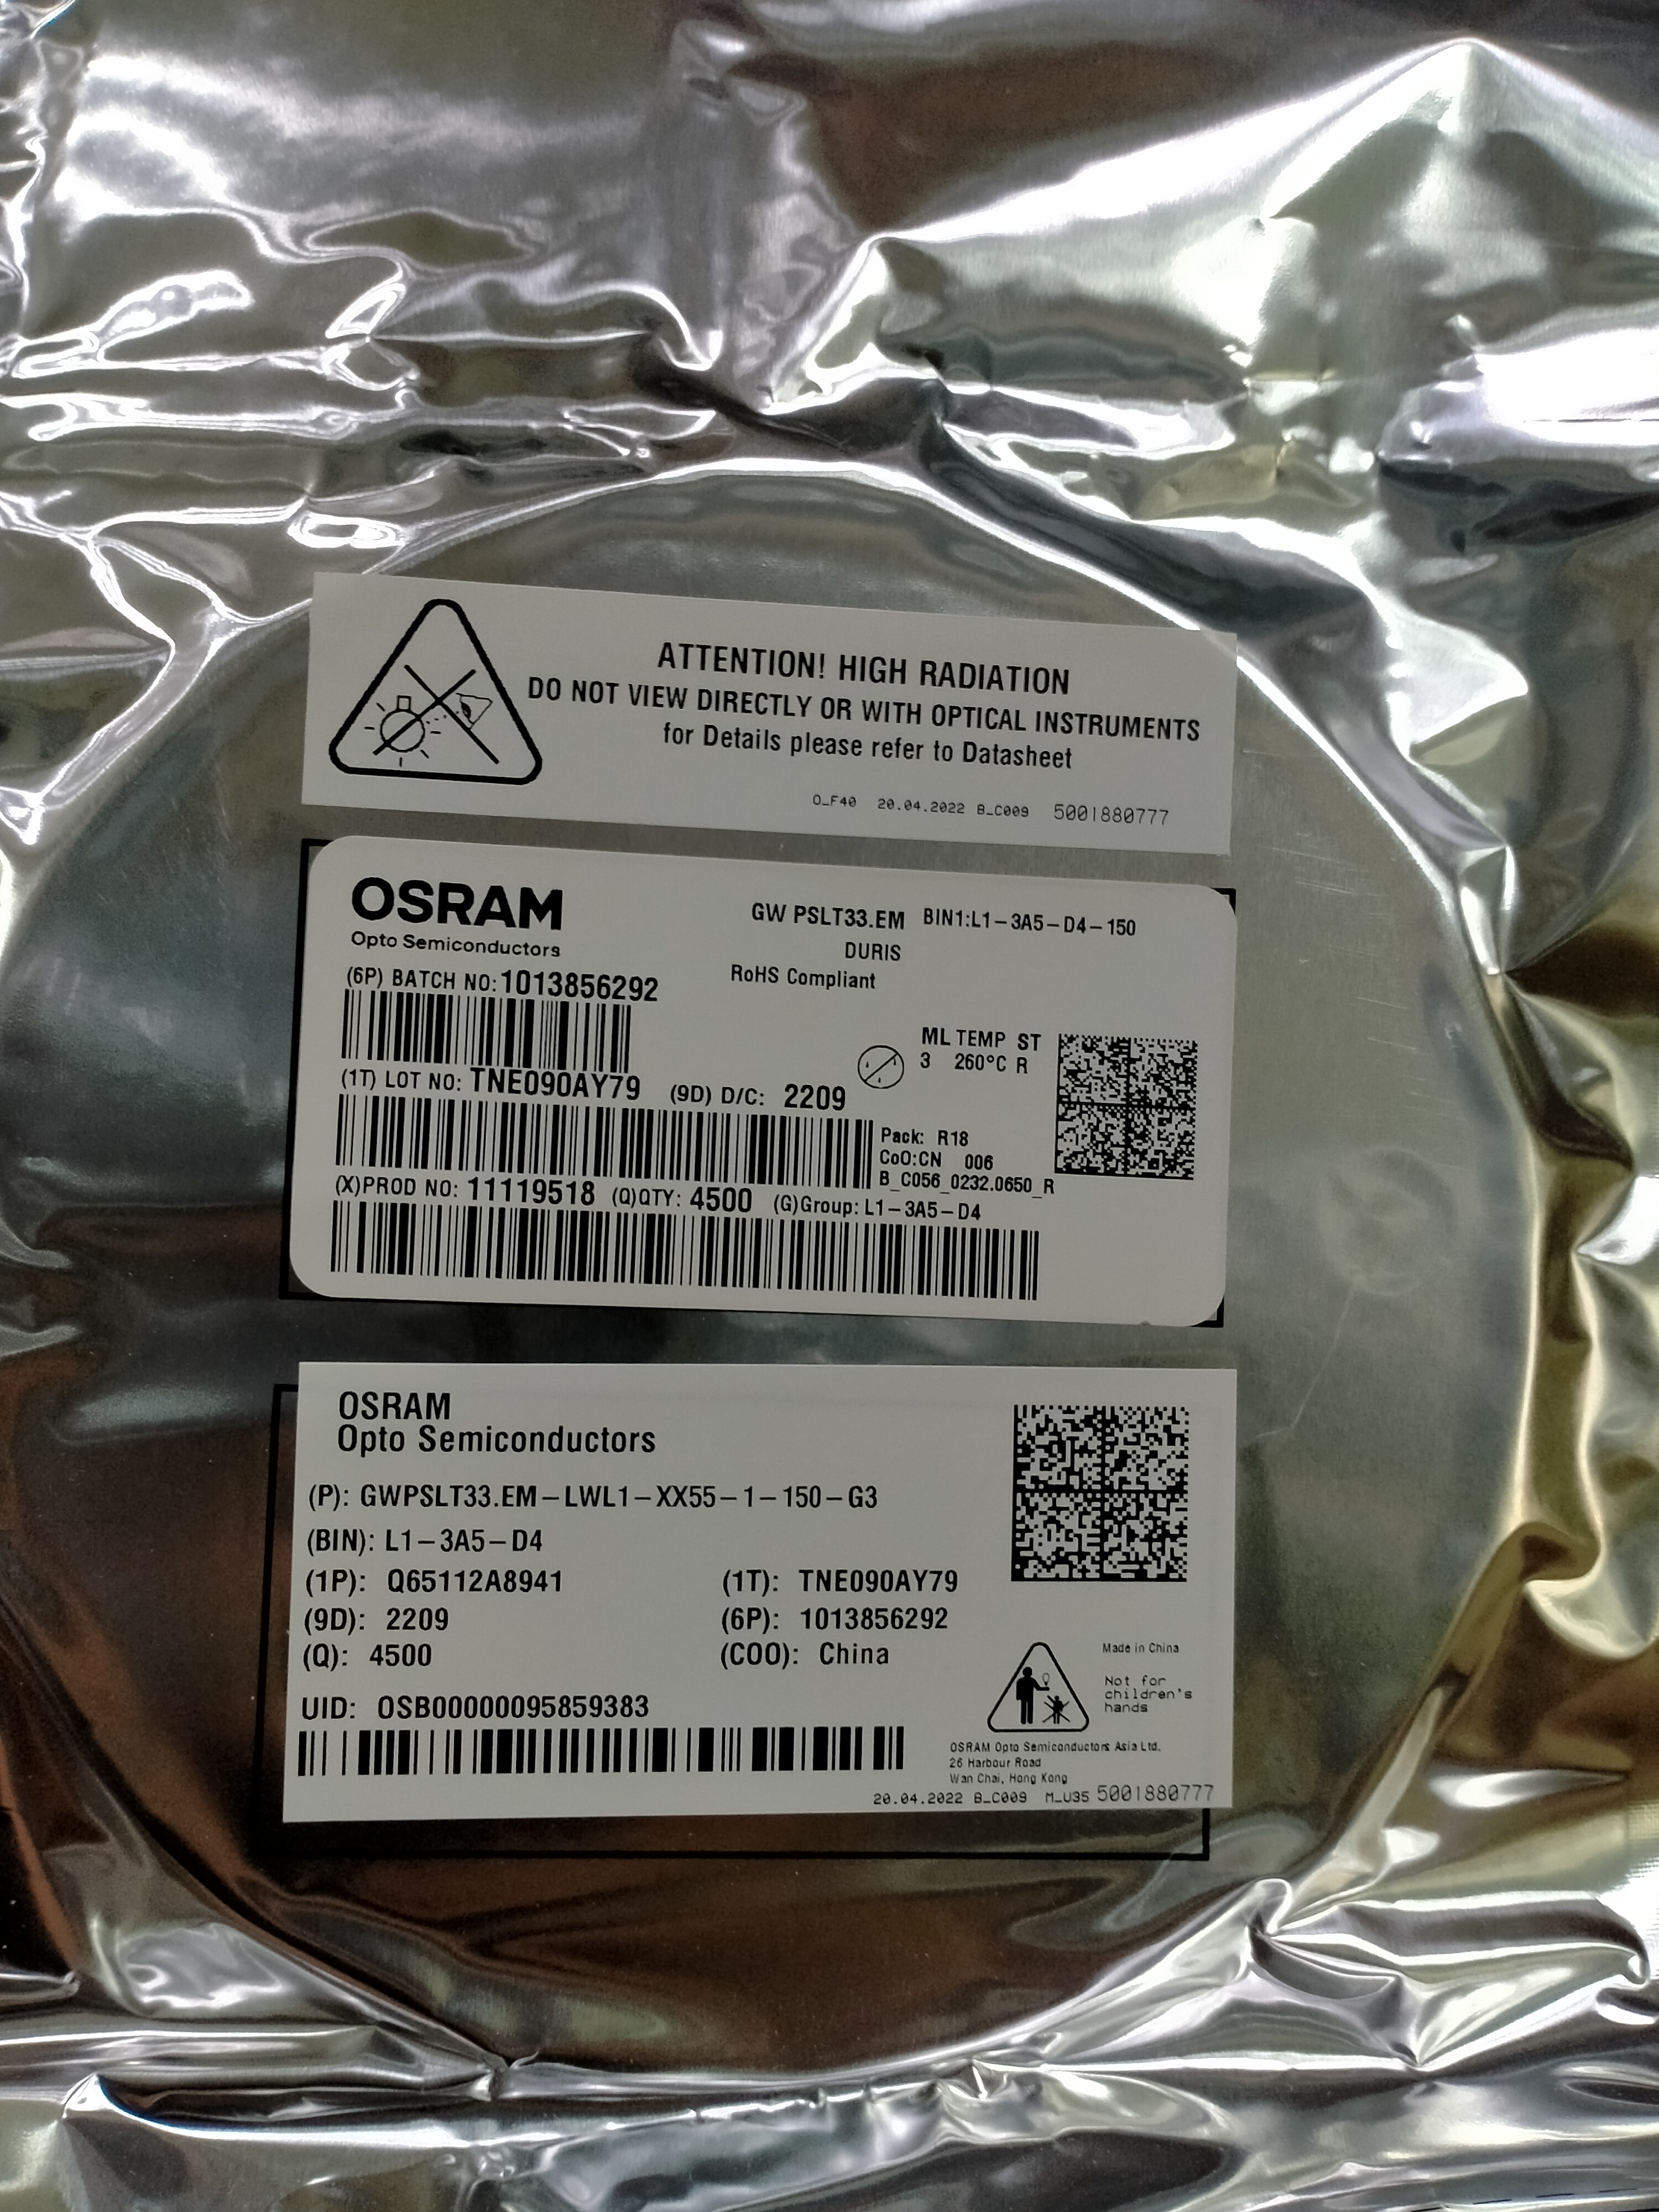 ATTENTION! HIGH RADIATION
DO NOT VIEW DIRECTLY OR WITH OPTICAL INSTRUMENTS
for Details please refer to Datasheet
O_F40 20.04.2022 B_C009 5001880777
OSRAM
Opto Semiconductors
GW PSLT33.EM BIN1:L1-3A5-D4-150
DURIS
RoHS Compliant
(6P) BATCH NO:1013856292
ML TEMP ST
3 260°C R
(1T) LOT NO: TNE090AY79 (9D) D/C: 2209
Pack: R18
CoO:CN 006
B_C056_0232.0650_R
(X)PROD NO: 11119518 (Q)QTY: 4500 (G)Group: L1-3A5-D4
OSRAM
Opto Semiconductors
(P): GWPSLT33.EM-LWL1-XX55-1-150-G3
(BIN): L1-3A5-D4
(1P): Q65112A8941 (1T): TNE090AY79
(9D): 2209 (6P): 1013856292
(Q): 4500 (COO): China
UID: OSB00000095859383
Made in China
Not for
children's
hands
OSRAM Opto Semiconductors Asia Ltd.
26 Harbour Road
Wan Chai, Hong Kong
20.04.2022 B_C009 M_U35 5001880777